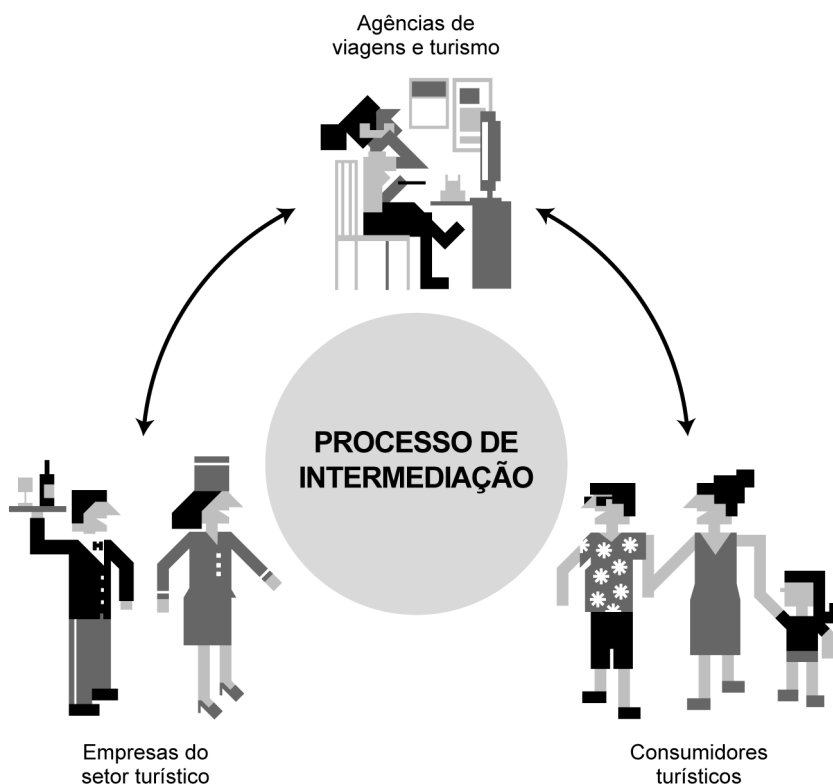 Agências de
viagens e turismo
PROCESSO DE
INTERMEDIAÇÃO
Empresas do
setor turístico
Consumidores
turísticos